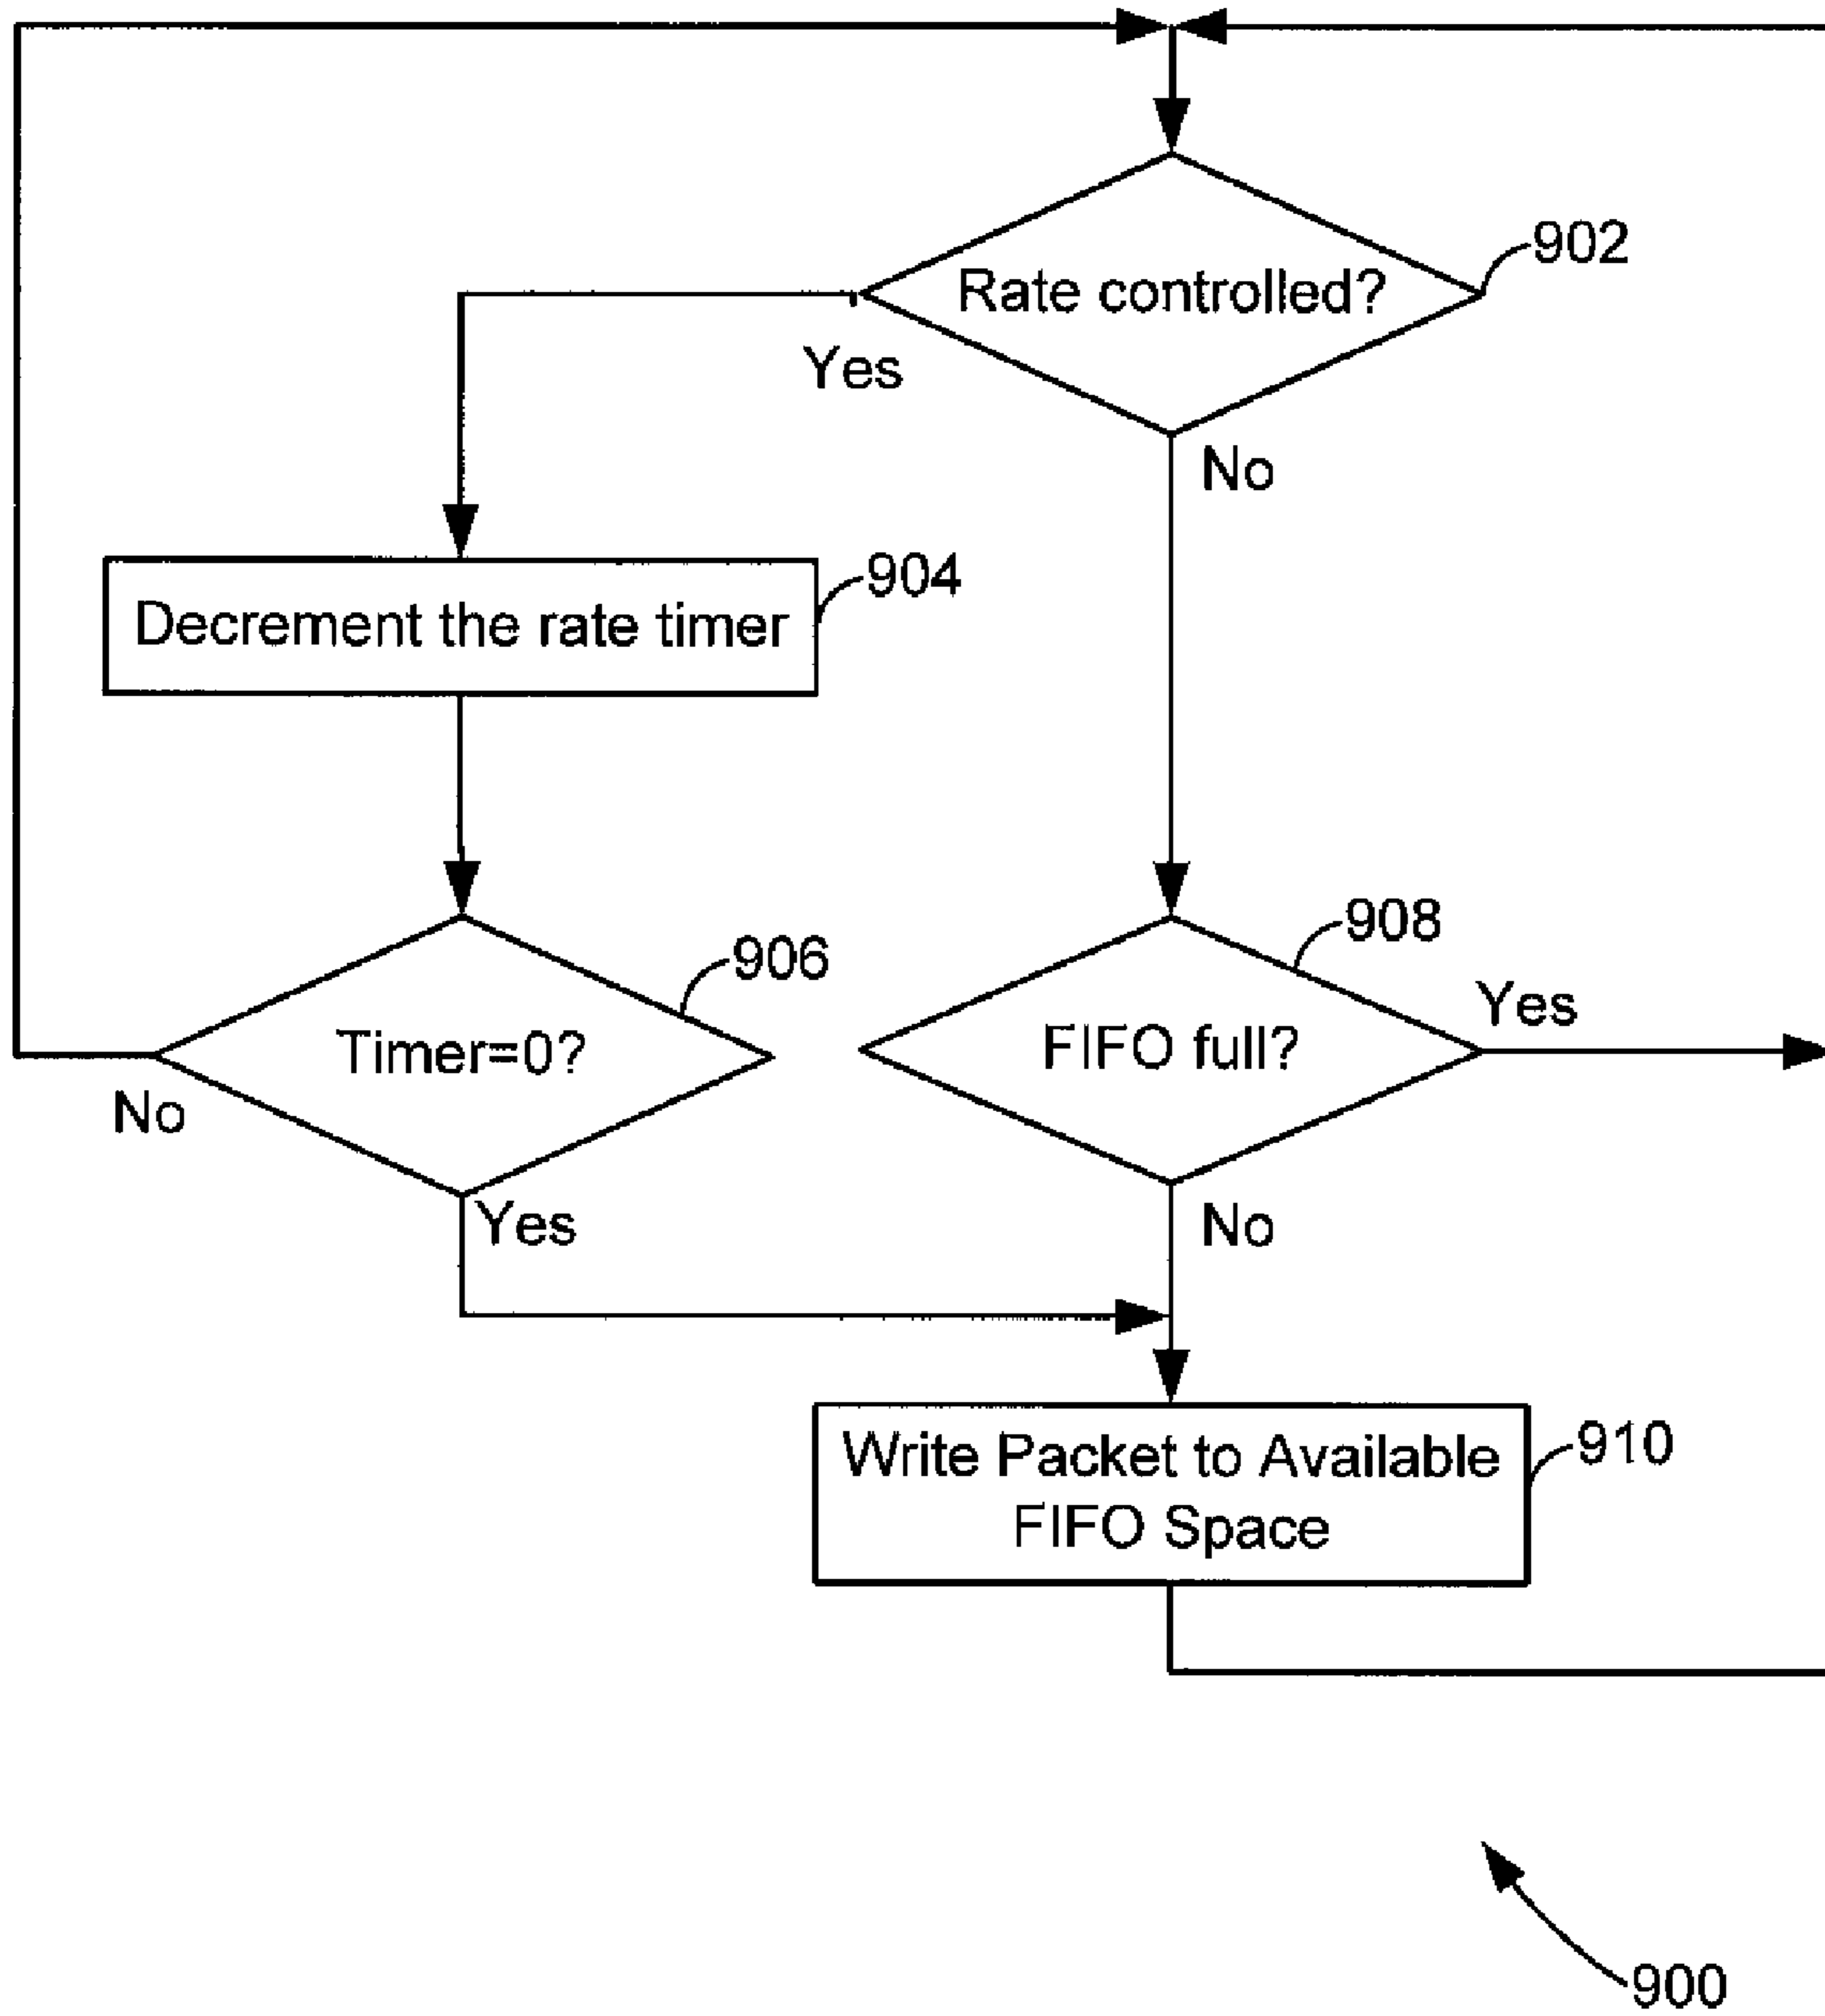 902
Rate controlled?
Yes
No
904
Decrement the rate timer
908
906
Yes
Timer=0?
FIFO full?
No
Yes
No
910
Write Packet to Available
FIFO Space
900